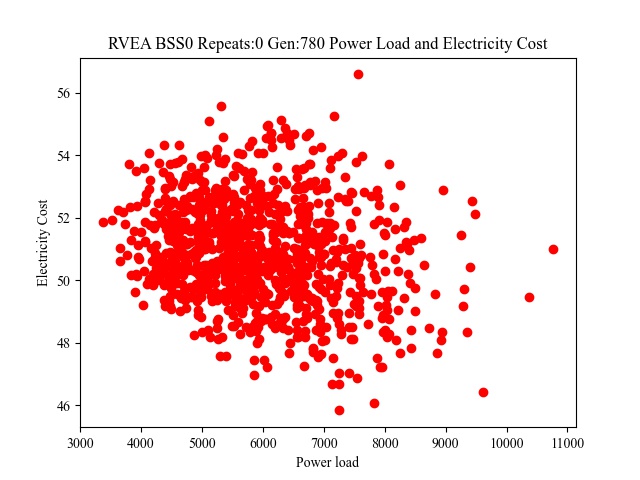 RVEA BSS0 Repeats:0 Gen:780 Power Load and Electricity Cost
56
54
52
50
48
46
Electricity Cost
3000 4000 5000 6000 7000 8000 9000 10000 11000
Power load